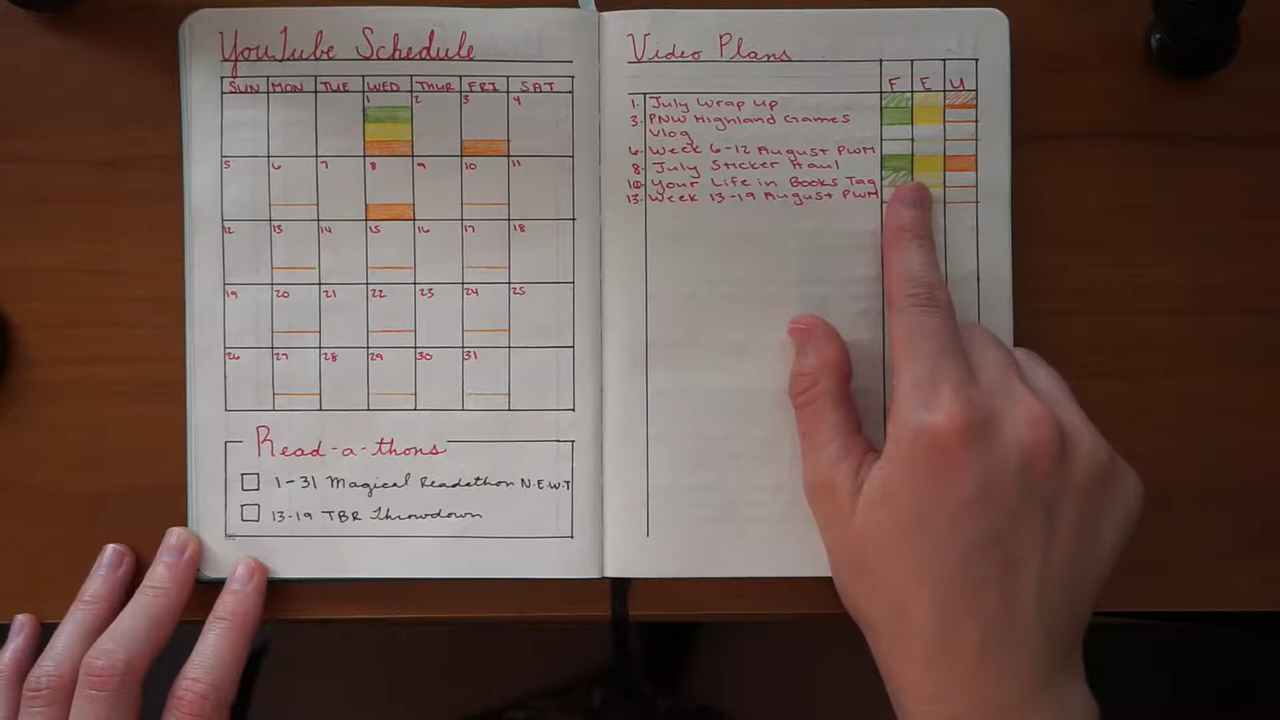 YouTube Schedule
SUN MON TUE WED THUR FRI SAT
1 2 3 4
5 6 7 8 9 10 11
12 13 14 15 16 17 18
19 20 21 22 23 24 25
26 27 28 29 30 31
Read-a-thons
1-31 Magical Readathon N.E.W.T
13-19 TBR Throwdown
Video Plans
F E U
1. July Wrap Up
3. PNW Highland Games
Vlog
6. Week 6-12 August PWM
8. July Sticker Haul
10. Your Life in Books Tag
13. Week 13-19 August PWM